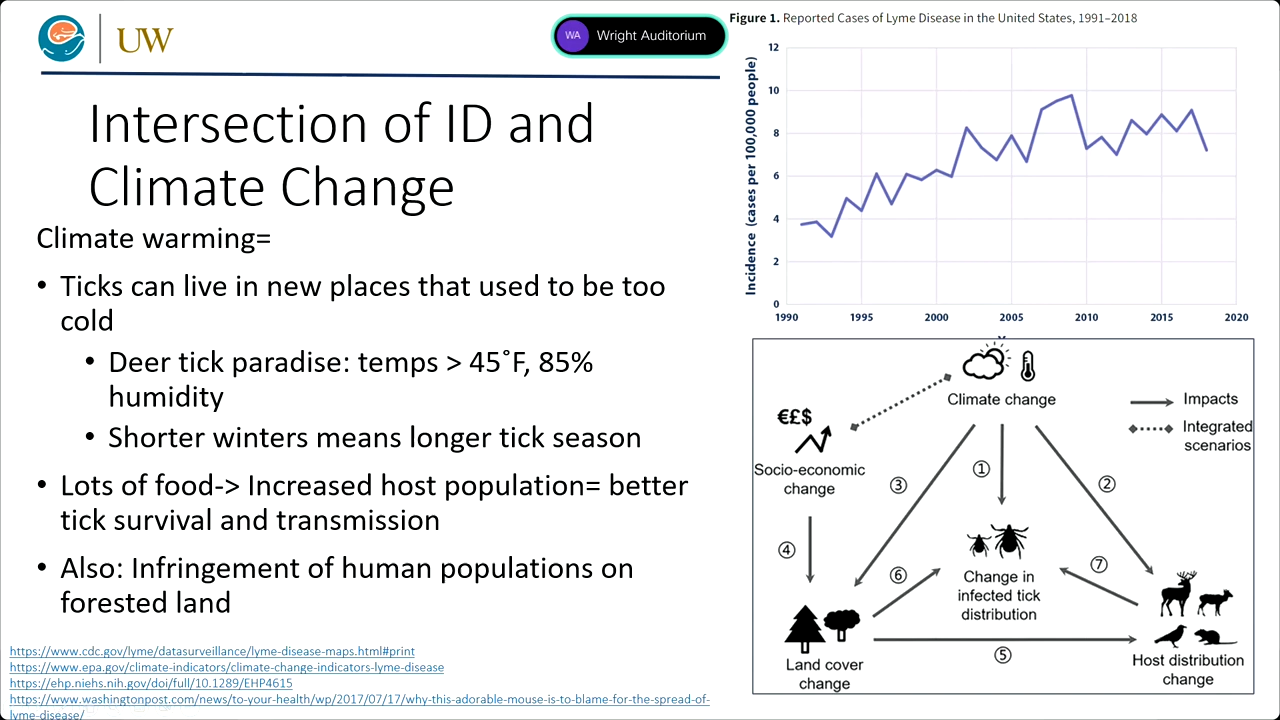 UW
WA Wright Auditorium
Intersection of ID and
Climate Change
Climate warming=
• Ticks can live in new places that used to be too
cold
• Deer tick paradise: temps > 45˚F, 85%
humidity
• Shorter winters means longer tick season
• Lots of food-> Increased host population= better
tick survival and transmission
• Also: Infringement of human populations on
forested land
https://www.cdc.gov/lyme/datasurveillance/lyme-disease-maps.html#print
https://www.epa.gov/climate-indicators/climate-change-indicators-lyme-disease
https://ehp.niehs.nih.gov/doi/full/10.1289/EHP4615
https://www.washingtonpost.com/news/to-your-health/wp/2017/07/17/why-this-adorable-mouse-is-to-blame-for-the-spread-of-
lyme-disease/
Figure 1. Reported Cases of Lyme Disease in the United States, 1991–2018
Incidence (cases per 100,000 people)
12
10
8
6
4
2
0
1990 1995 2000 2005 2010 2015 2020
Climate change
Impacts
Integrated
scenarios
€£$
Socio-economic
change
①
②
③
④
⑤
⑥
⑦
Change in
infected tick
distribution
Land cover
change
Host distribution
change